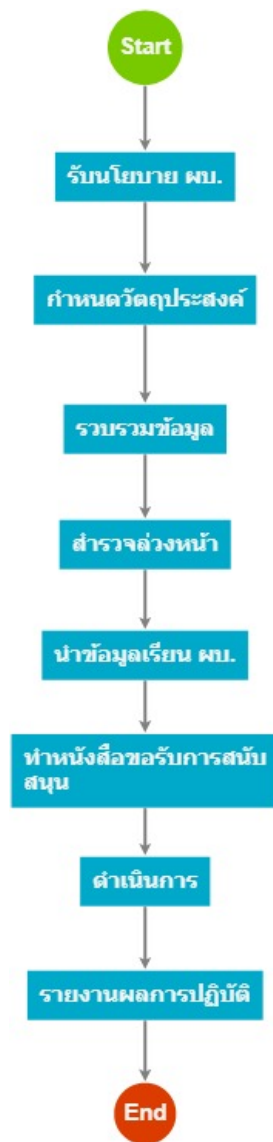 Start
รับนโยบาย ผบ.
กำหนดวัตถุประสงค์
รวบรวมข้อมูล
สำรวจล่วงหน้า
นำข้อมูลเรียน ผบ.
ทำหนังสือขอรับการสนับ
สนุน
ดำเนินการ
รายงานผลการปฏิบัติ
End